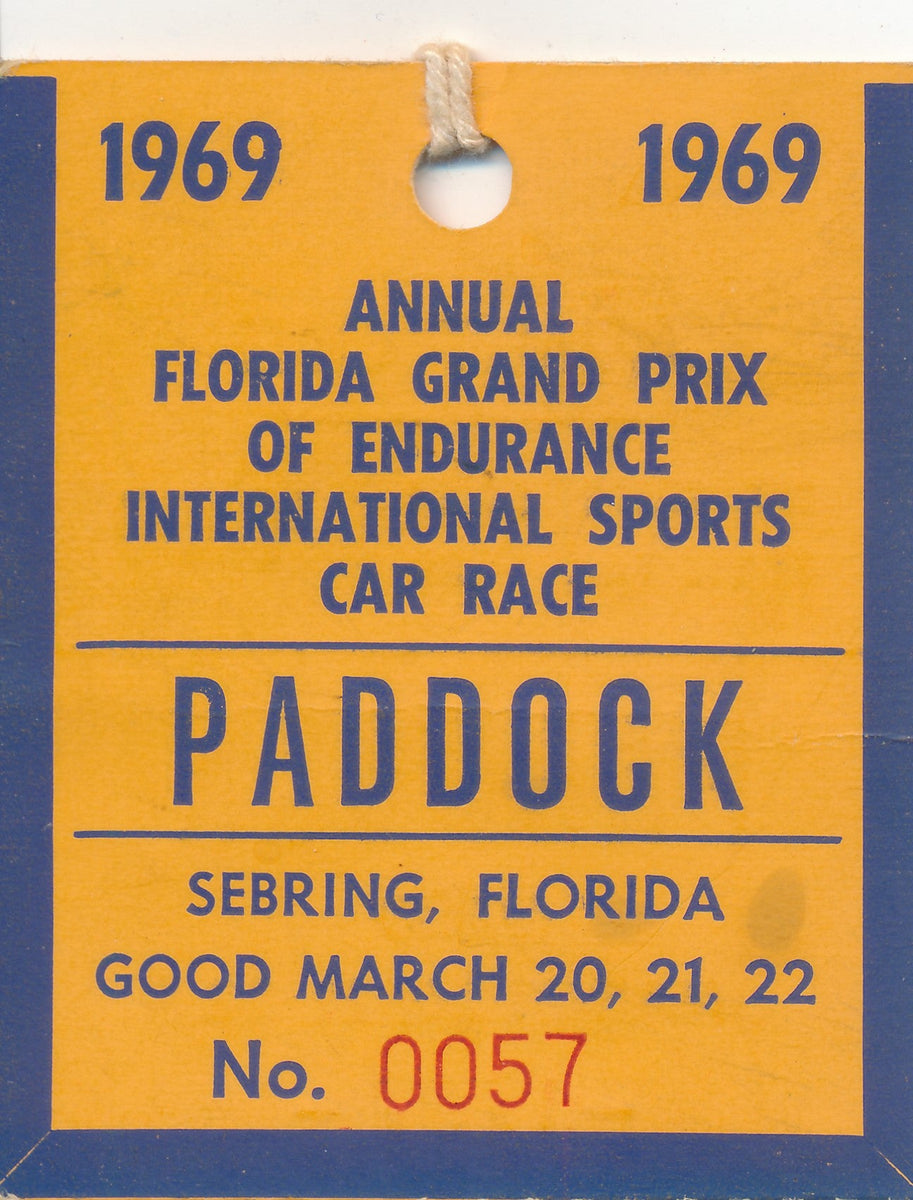 1969 1969
ANNUAL
FLORIDA GRAND PRIX
OF ENDURANCE
INTERNATIONAL SPORTS
CAR RACE
PADDOCK
SEBRING, FLORIDA
GOOD MARCH 20, 21, 22
No. 0057